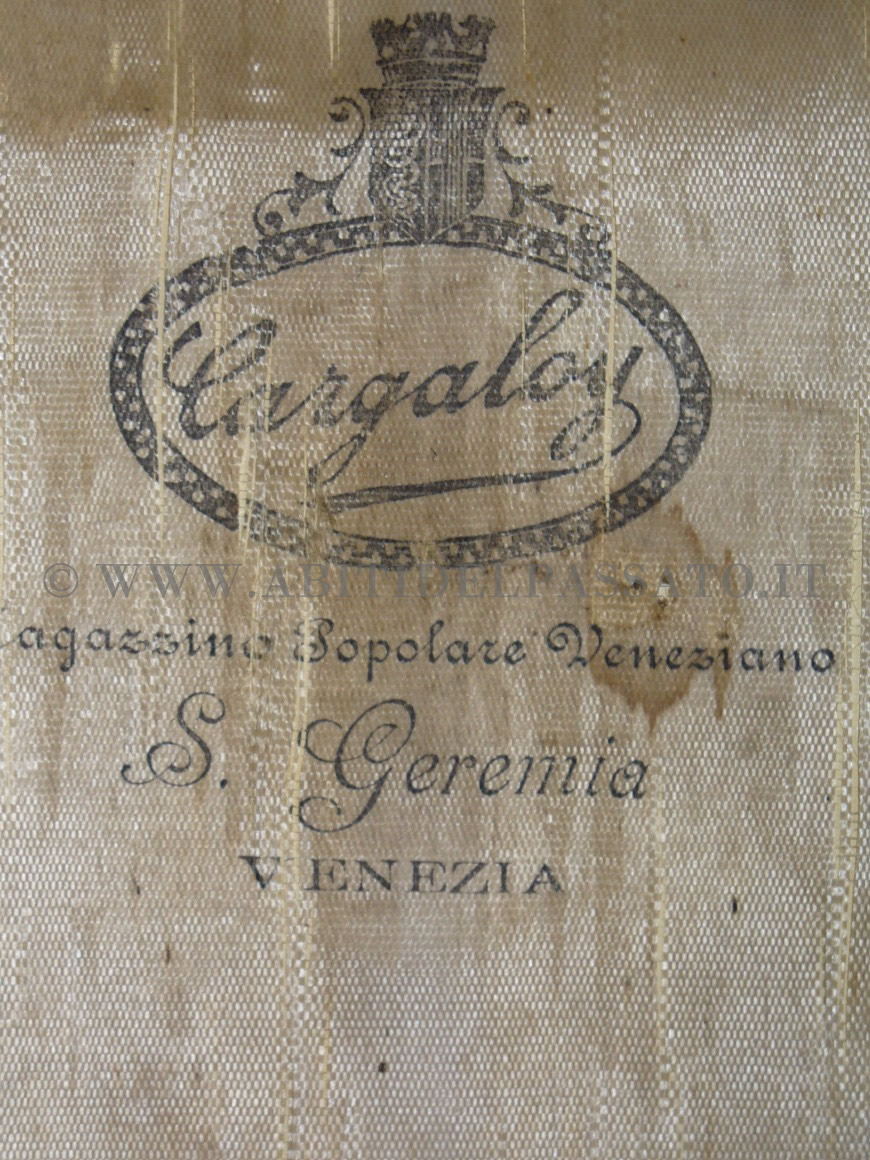 Cargaloy
© WWW.ABITIDELPASSATO.IT
agazzino Popolare Veneziano
S. Geremia
VENEZIA